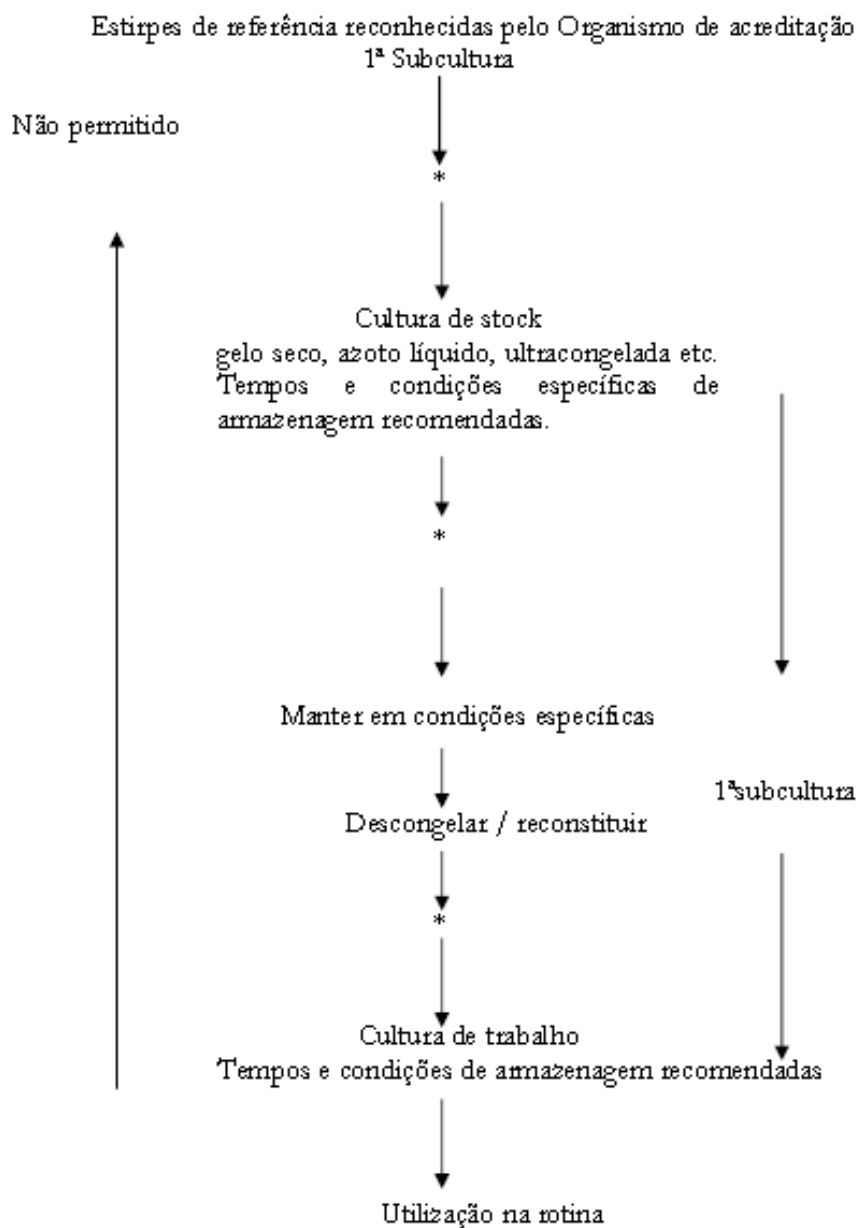 Estirpes de referência reconhecidas pelo Organismo de acreditação
1ª Subcultura
Não permitido
*
Cultura de stock
gelo seco, azoto líquido, ultracongelada etc.
Tempos e condições específicas de
armazenagem recomendadas.
*
Manter em condições específicas
1ªsubcultura
Descongelar / reconstituir
*
Cultura de trabalho
Tempos e condições de armazenagem recomendadas
Utilização na rotina